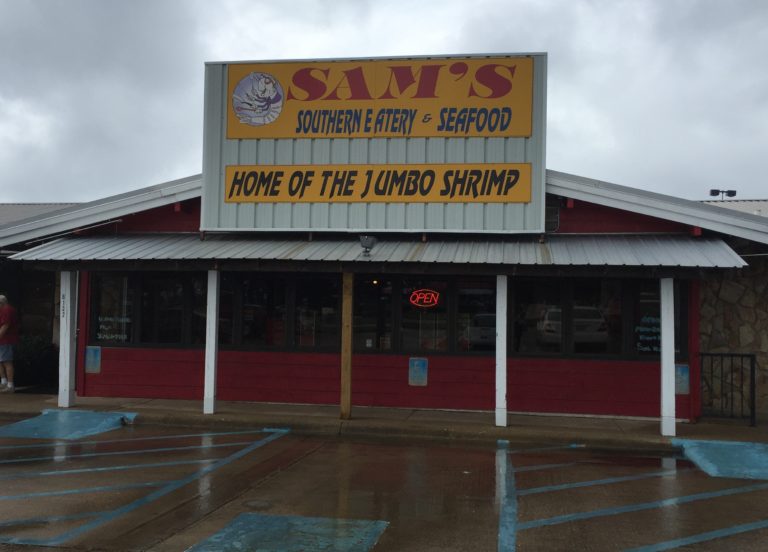 SAM'S
SOUTHERN EATERY & SEAFOOD
HOME OF THE JUMBO SHRIMP
OPEN